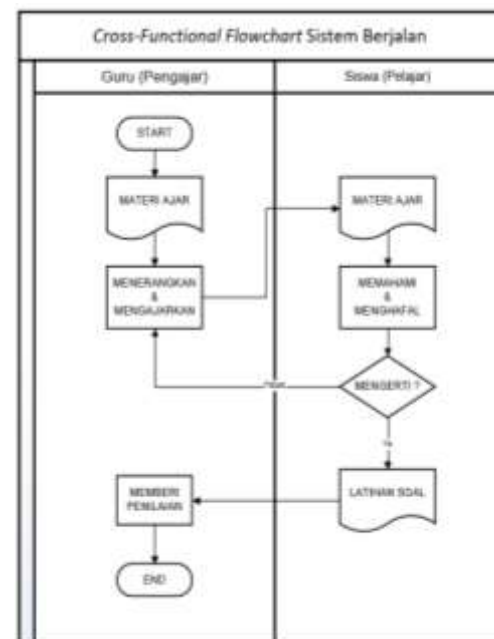 Cross-Functional Flowchart Sistem Berjalan
Guru (Pengajar)
Siswa (Pelajar)
START
MATERI AJAR
MATERI AJAR
MENERANGKAN
&
MENGAJARKAN
MEMAHAMI
&
MENGHAFAL
MENGERTI ?
MEMBERI
PENILAIAN
LATIHAN SOAL
END